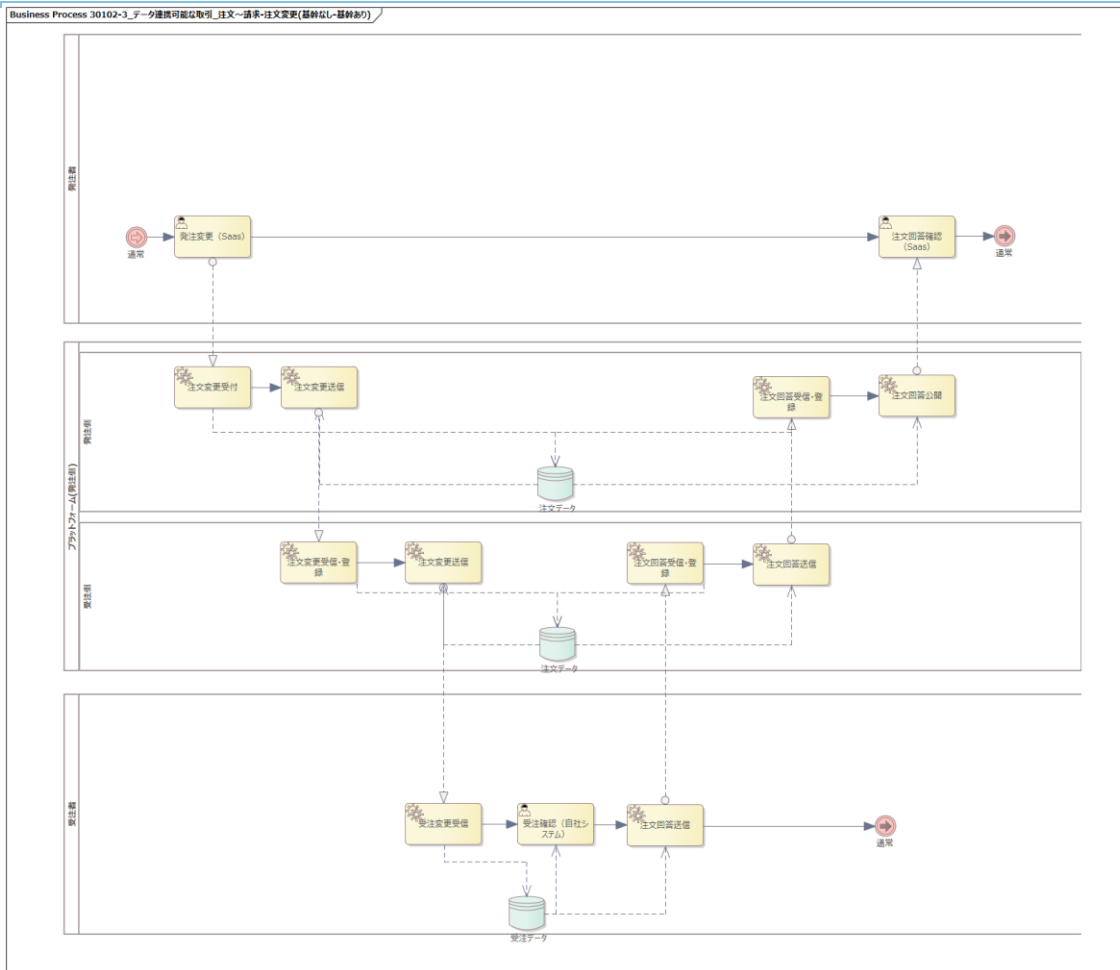 Business Process 30102-3_データ連携可能な取引_注文～請求-注文変更(基幹なし-基幹あり)
発注者
通常
発注変更（Saas）
注文回答確認
（Saas）
通常
プラットフォーム(発注側)
発注側
注文変更受付
注文変更送信
注文回答受信・登
録
注文回答公開
注文データ
受注側
注文変更受信・登
録
注文変更送信
注文回答受信・登
録
注文回答送信
注文データ
受注者
受注変更受信
受注確認（自社シ
ステム）
注文回答送信
通常
受注データ